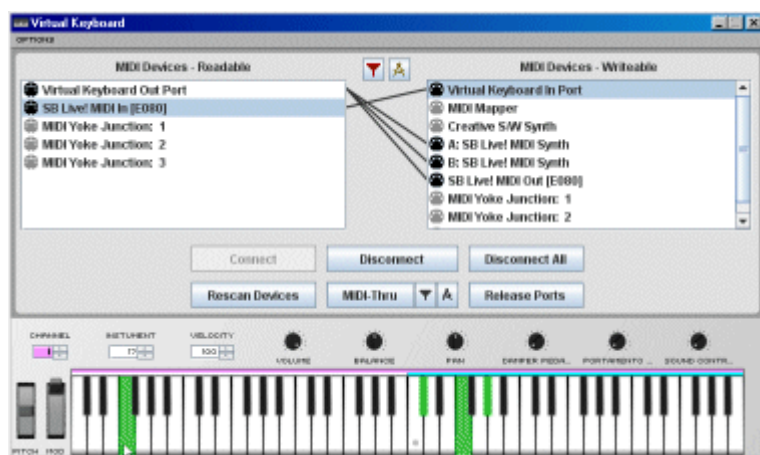 Virtual Keyboard
OPTIONS
MIDI Devices - Readable
MIDI Devices - Writeable
Virtual Keyboard Out Port
SB Live! MIDI In [E080]
MIDI Yoke Junction: 1
MIDI Yoke Junction: 2
MIDI Yoke Junction: 3
Virtual Keyboard In Port
MIDI Mapper
Creative S/W Synth
A: SB Live! MIDI Synth
B: SB Live! MIDI Synth
SB Live! MIDI Out [E080]
MIDI Yoke Junction: 1
MIDI Yoke Junction: 2
Connect
Disconnect
Disconnect All
Rescan Devices
MIDI-Thru
Release Ports
CHANNEL
INSTUMENT
VELOCITY
1
17
100
VOLUME
BALANCE
PAN
DAMPER PEDA...
PORTAMENTO ...
SOUND CONTR...
PITCH
MOD